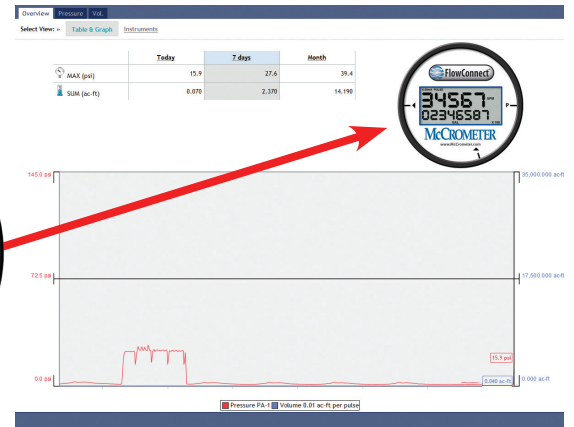 Overview Pressure Vol.
Select View: » Table & Graph Instruments
Today 7 days Month
MAX (psi) 15.9 27.6 39.4
SUM (ac-ft) 0.070 2.370 14.190
FlowConnect
34567
02346587
McCROMETER
www.McCrometer.com
P
145.0 psi
35,000.000 ac-ft
72.5 psi
17,500.000 ac-ft
15.9 psi
0.0 psi
0.040 ac-ft
0.000 ac-ft
Pressure PA-1 Volume 0.01 ac-ft per pulse